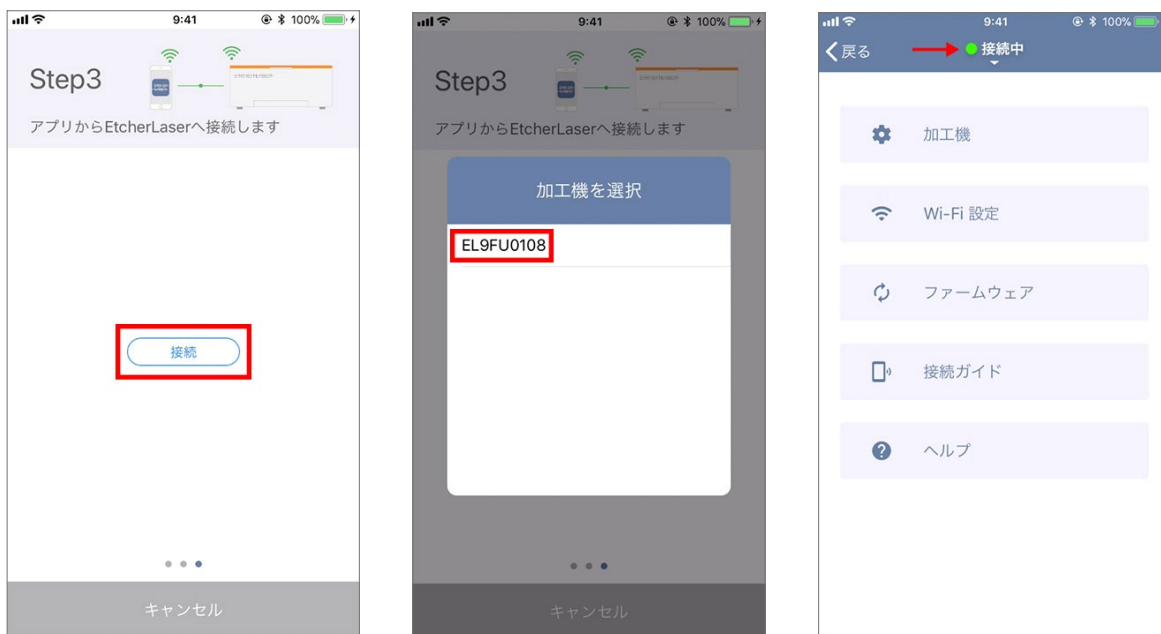 9:41
100%
Step3
アプリからEtcherLaserへ接続します
接続
キャンセル
9:41
100%
Step3
アプリからEtcherLaserへ接続します
加工機を選択
EL9FU0108
キャンセル
9:41
100%
戻る
接続中
加工機
Wi-Fi 設定
ファームウェア
接続ガイド
ヘルプ